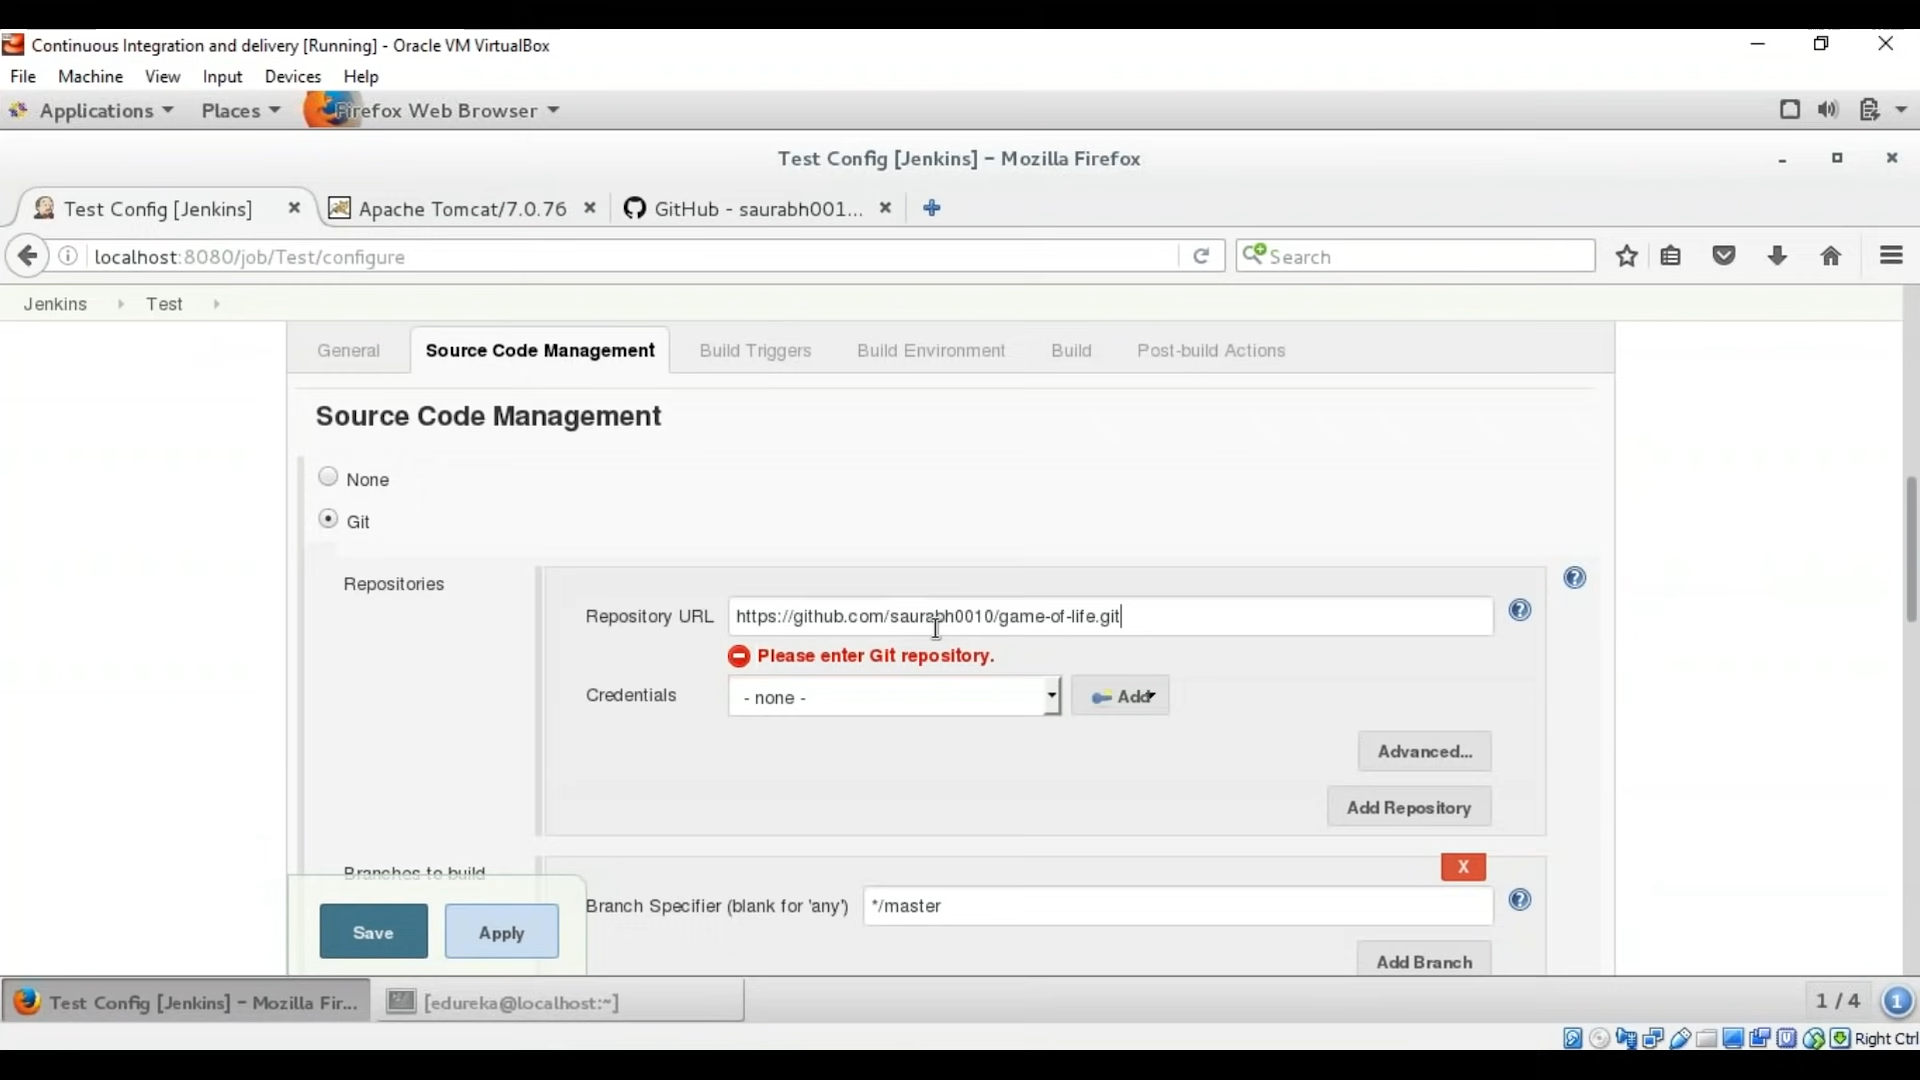 Continuous Integration and delivery [Running] - Oracle VM VirtualBox
File Machine View Input Devices Help
Applications Places Firefox Web Browser
Test Config [Jenkins] – Mozilla Firefox
Test Config [Jenkins] Apache Tomcat/7.0.76 GitHub - saurabh001...
localhost:8080/job/Test/configure Search
Jenkins Test
General Source Code Management Build Triggers Build Environment Build Post-build Actions
Source Code Management
None
Git
Repositories
Repository URL https://github.com/saurabh0010/game-of-life.git
Please enter Git repository.
Credentials - none - Add
Advanced...
Add Repository
X
Branches to build
Branch Specifier (blank for 'any') */master
Save Apply
Add Branch
Test Config [Jenkins] – Mozilla Fir... [edureka@localhost:~] 1 / 4 1
Right Ctrl